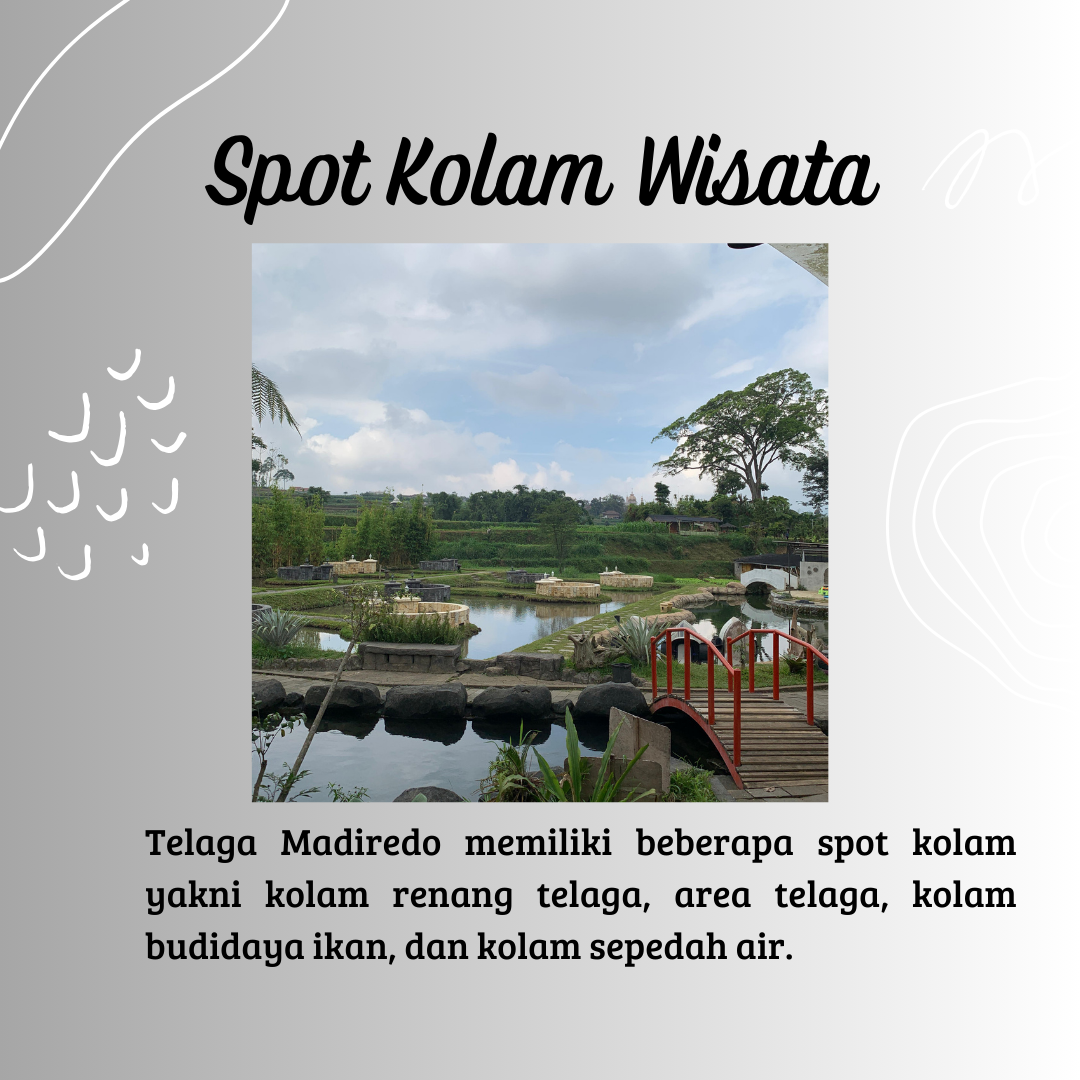 Spot Kolam Wisata
Telaga Madiredo memiliki beberapa spot kolam
yakni kolam renang telaga, area telaga, kolam
budidaya ikan, dan kolam sepedah air.